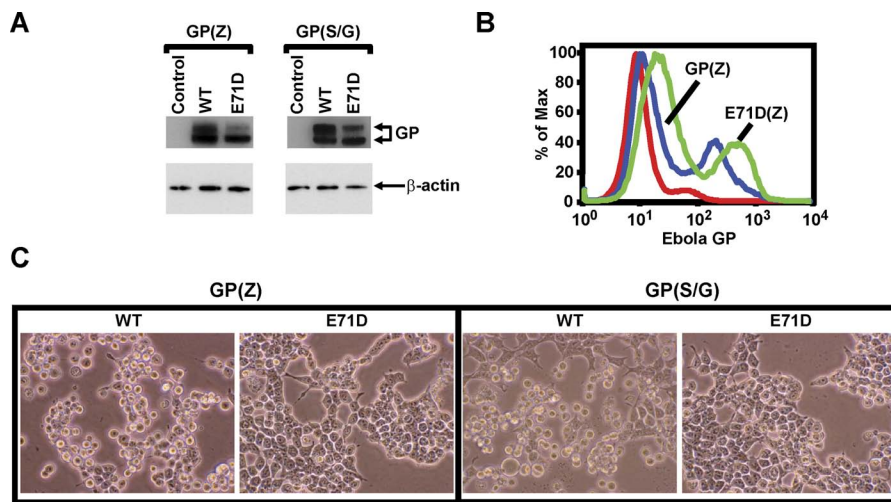 A
GP(Z)
GP(S/G)
Control
WT
E71D
Control
WT
E71D
GP
β-actin
B
% of Max
100
80
60
40
20
0
GP(Z)
E71D(Z)
10⁰ 10¹ 10² 10³ 10⁴
Ebola GP
C
GP(Z)
GP(S/G)
WT
E71D
WT
E71D